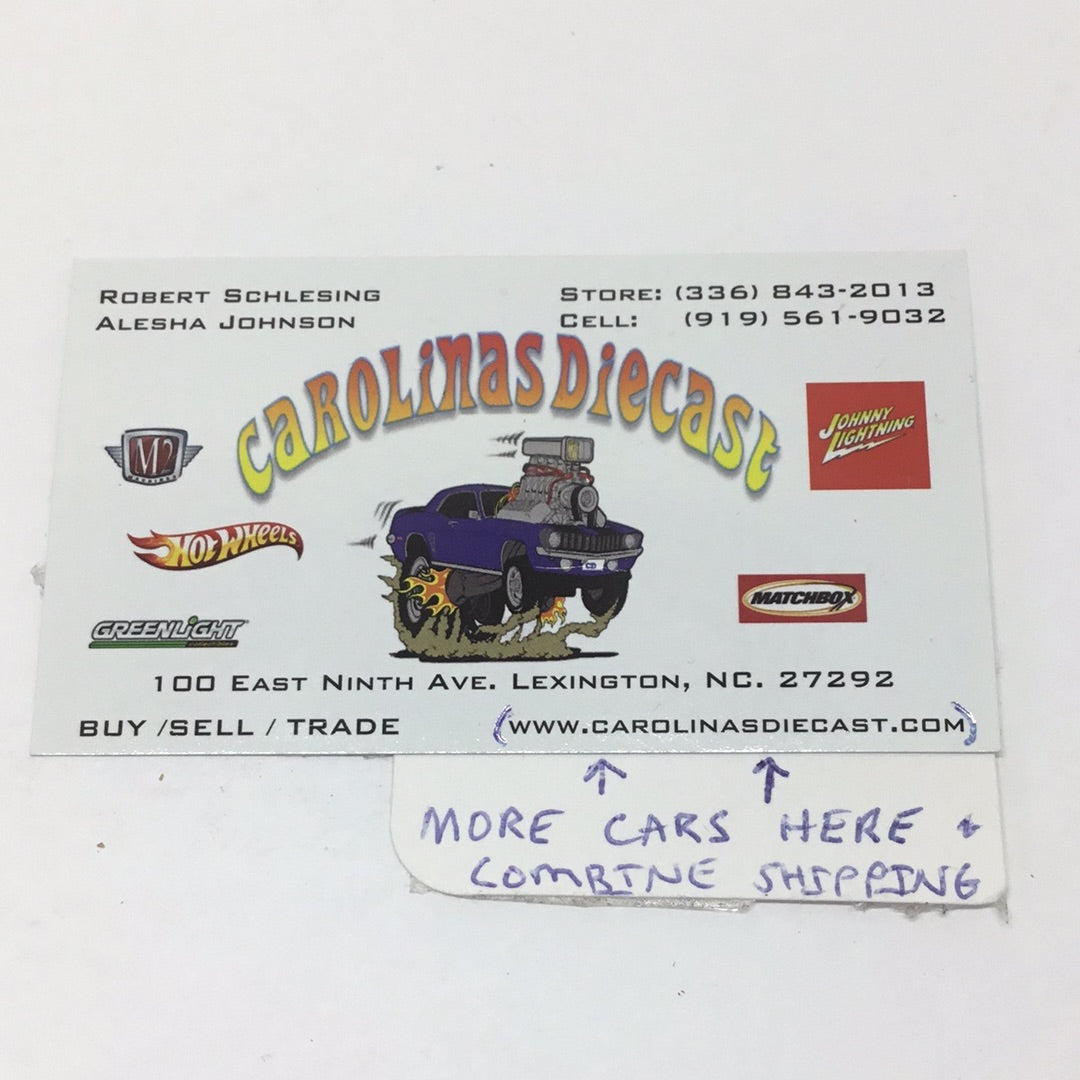 ROBERT SCHLESING
ALESHA JOHNSON
STORE: (336) 843-2013
CELL: (919) 561-9032
CAROLiNAS DiECAST
M2
MACHINES
JOHNNY
LIGHTNING
HOT WHEELS
MATCHBOX
GREENLiGHT
CD
100 EAST NINTH AVE. LEXINGTON, NC. 27292
BUY /SELL / TRADE
(WWW.CAROLINASDIECAST.COM)
↑ ↑
MORE CARS HERE +
COMBINE SHIPPING